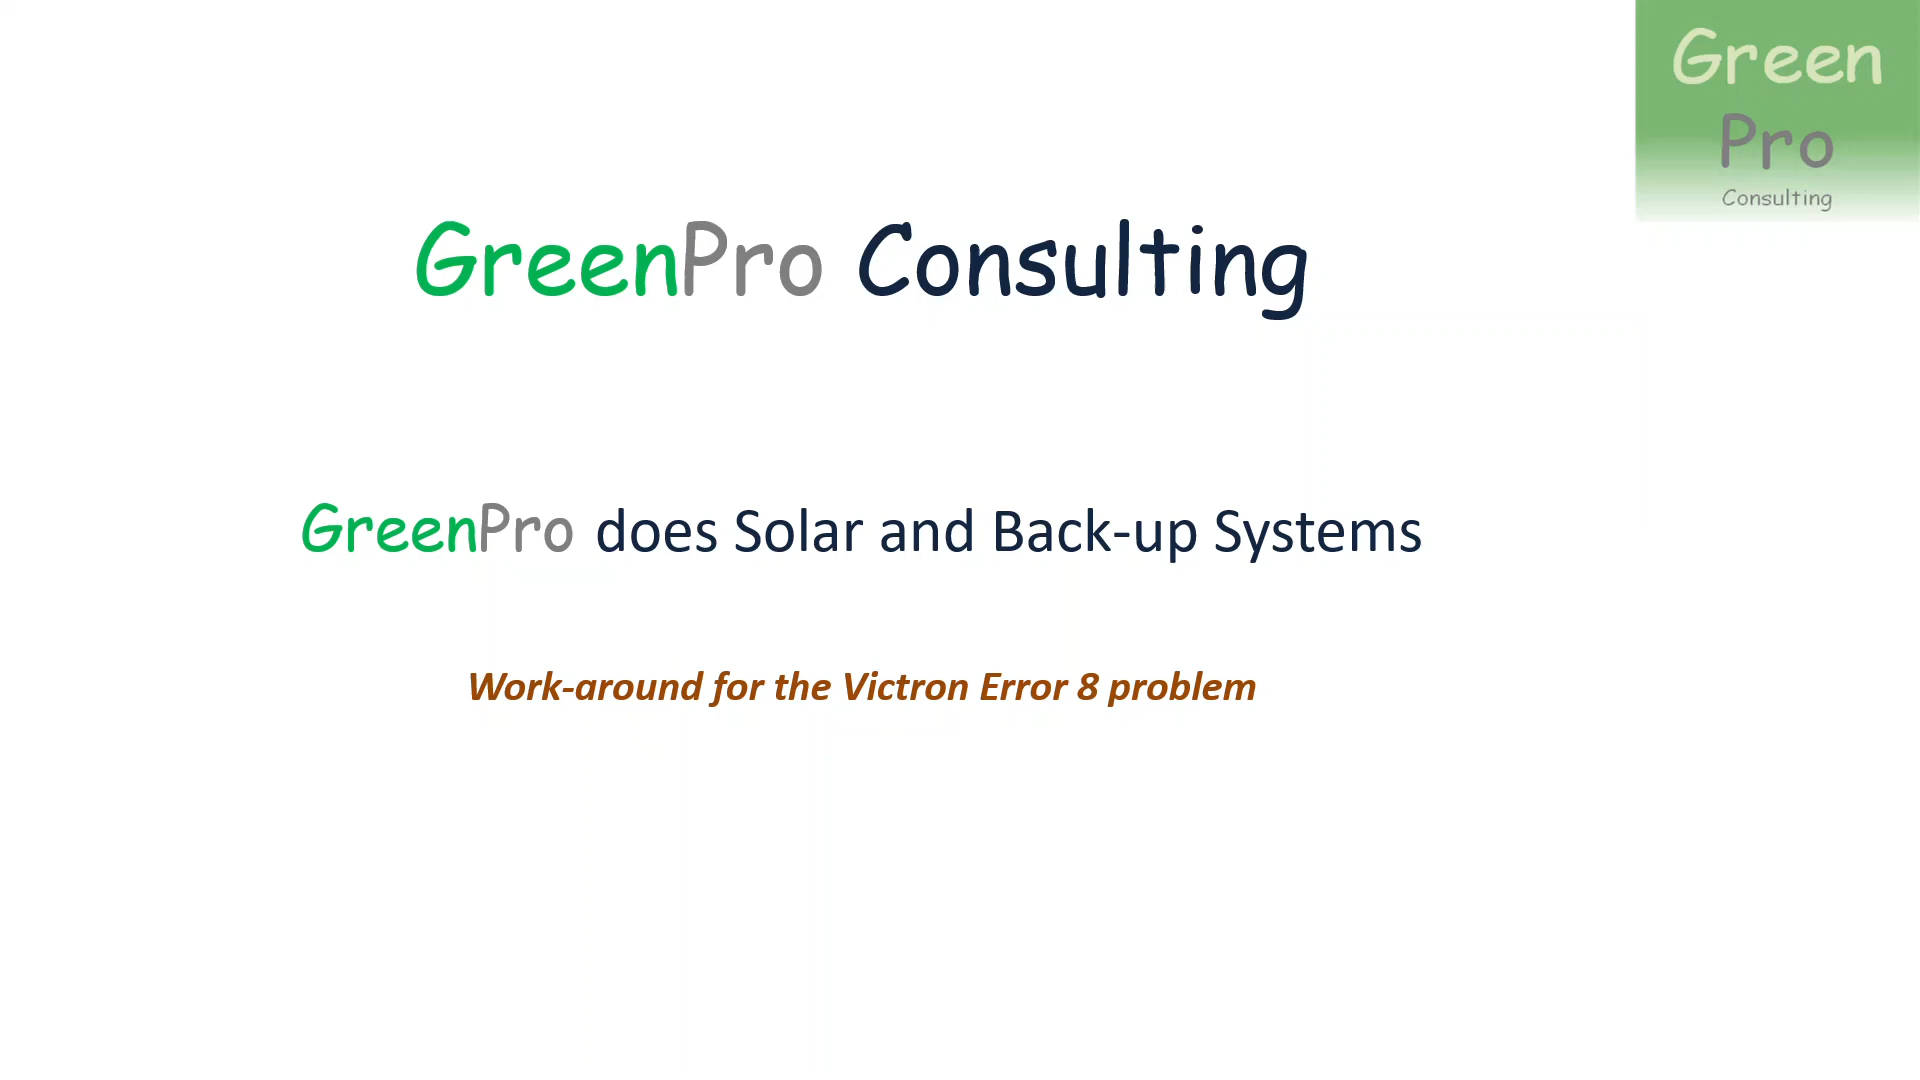 Green
Pro
Consulting
GreenPro Consulting
GreenPro does Solar and Back-up Systems
Work-around for the Victron Error 8 problem